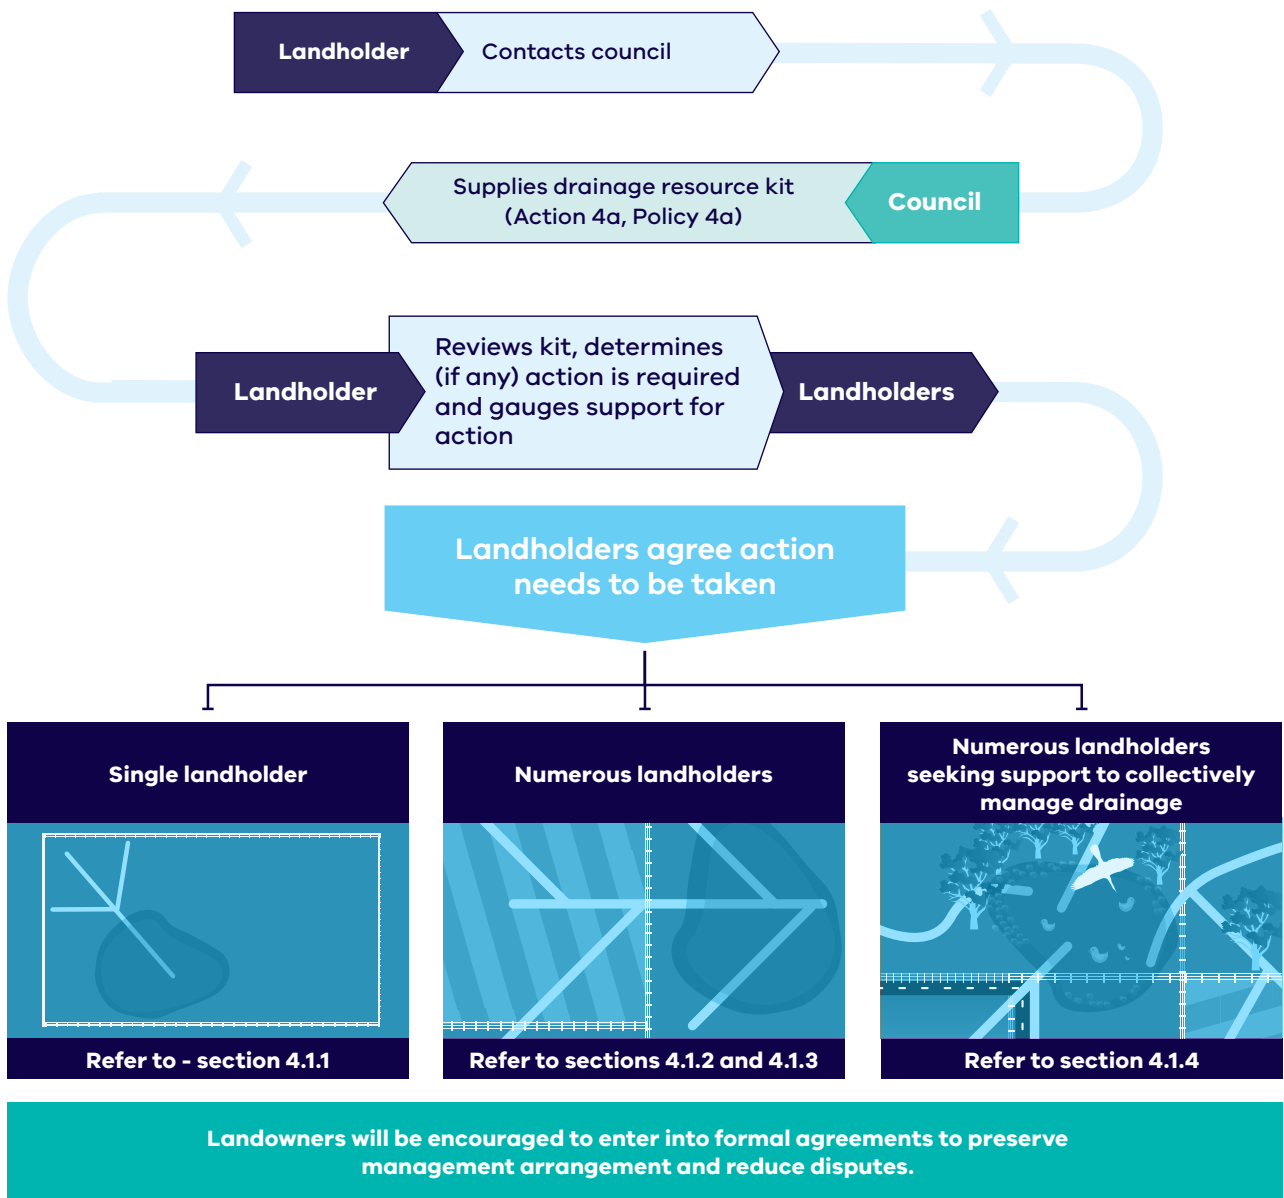 Landholder
Contacts council
Supplies drainage resource kit
(Action 4a, Policy 4a)
Council
Landholder
Reviews kit, determines
(if any) action is required
and gauges support for
action
Landholders
Landholders agree action
needs to be taken
Single landholder
Refer to - section 4.1.1
Numerous landholders
Refer to sections 4.1.2 and 4.1.3
Numerous landholders
seeking support to collectively
manage drainage
Refer to section 4.1.4
Landowners will be encouraged to enter into formal agreements to preserve
management arrangement and reduce disputes.